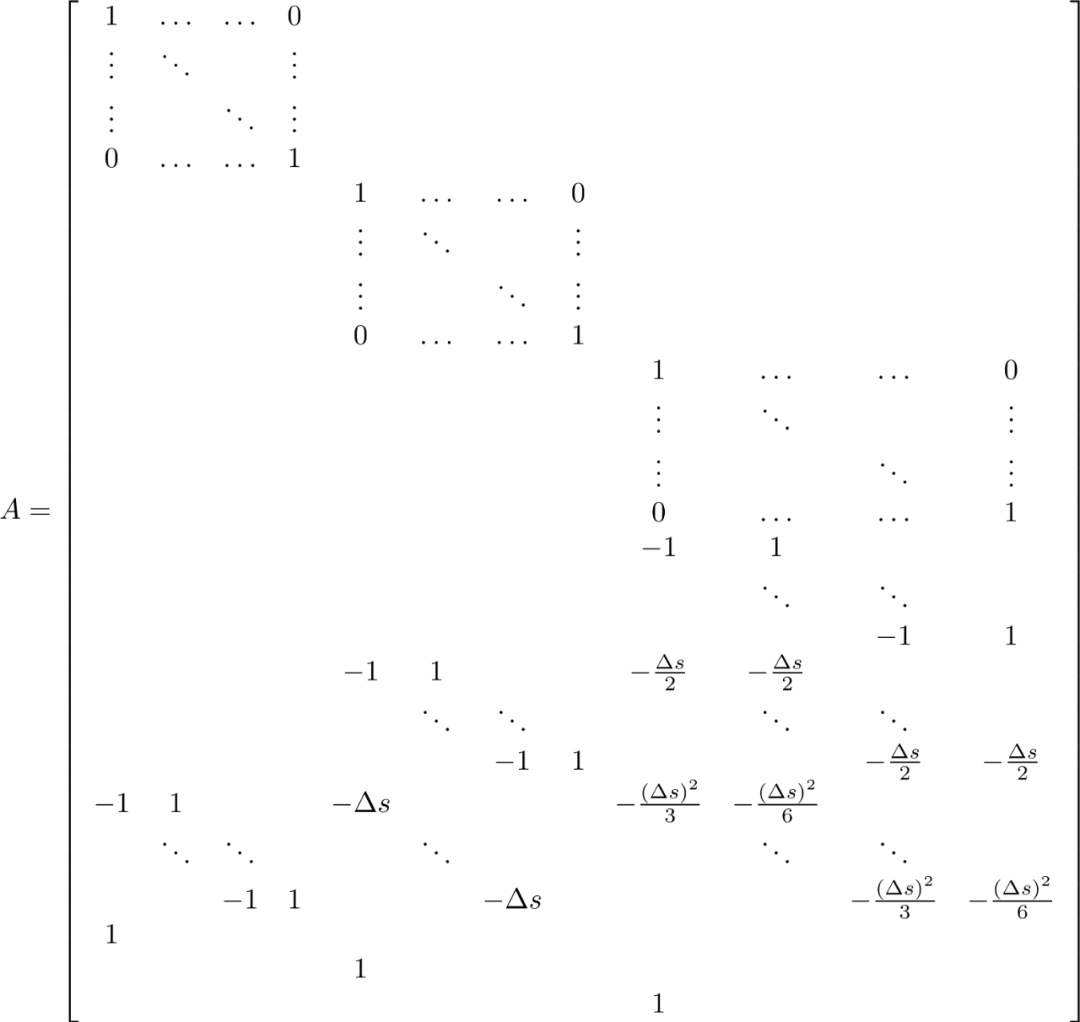 1 … … 0
⋮ ⋱ ⋮
⋮ ⋱ ⋮
0 … … 1
1 … … 0
⋮ ⋱ ⋮
⋮ ⋱ ⋮
0 … … 1
1 … … 0
⋮ ⋱ ⋮
⋮ ⋱ ⋮
A =
0 … … 1
−1 1
⋱ ⋱
−1 1
−1 1 −Δs/2 −Δs/2
⋱ ⋱ ⋱ ⋱
−1 1 −Δs/2 −Δs/2
−1 1 −Δs −(Δs)²/3 −(Δs)²/6
⋱ ⋱ ⋱ ⋱ ⋱
−1 1 −Δs −(Δs)²/3 −(Δs)²/6
1
1
1